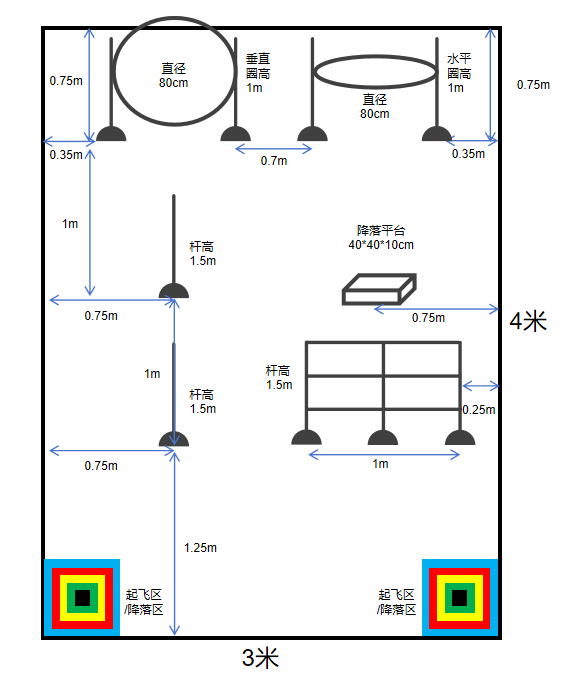 0.75m
直径
80cm
垂直
圆高
1m
直径
80cm
水平
圆高
1m
0.75m
0.35m
0.7m
0.35m
1m
杆高
1.5m
降落平台
40*40*10cm
0.75m
0.75m
4米
1m
杆高
1.5m
杆高
1.5m
0.25m
0.75m
1m
1.25m
起飞区
/降落区
起飞区
/降落区
3米